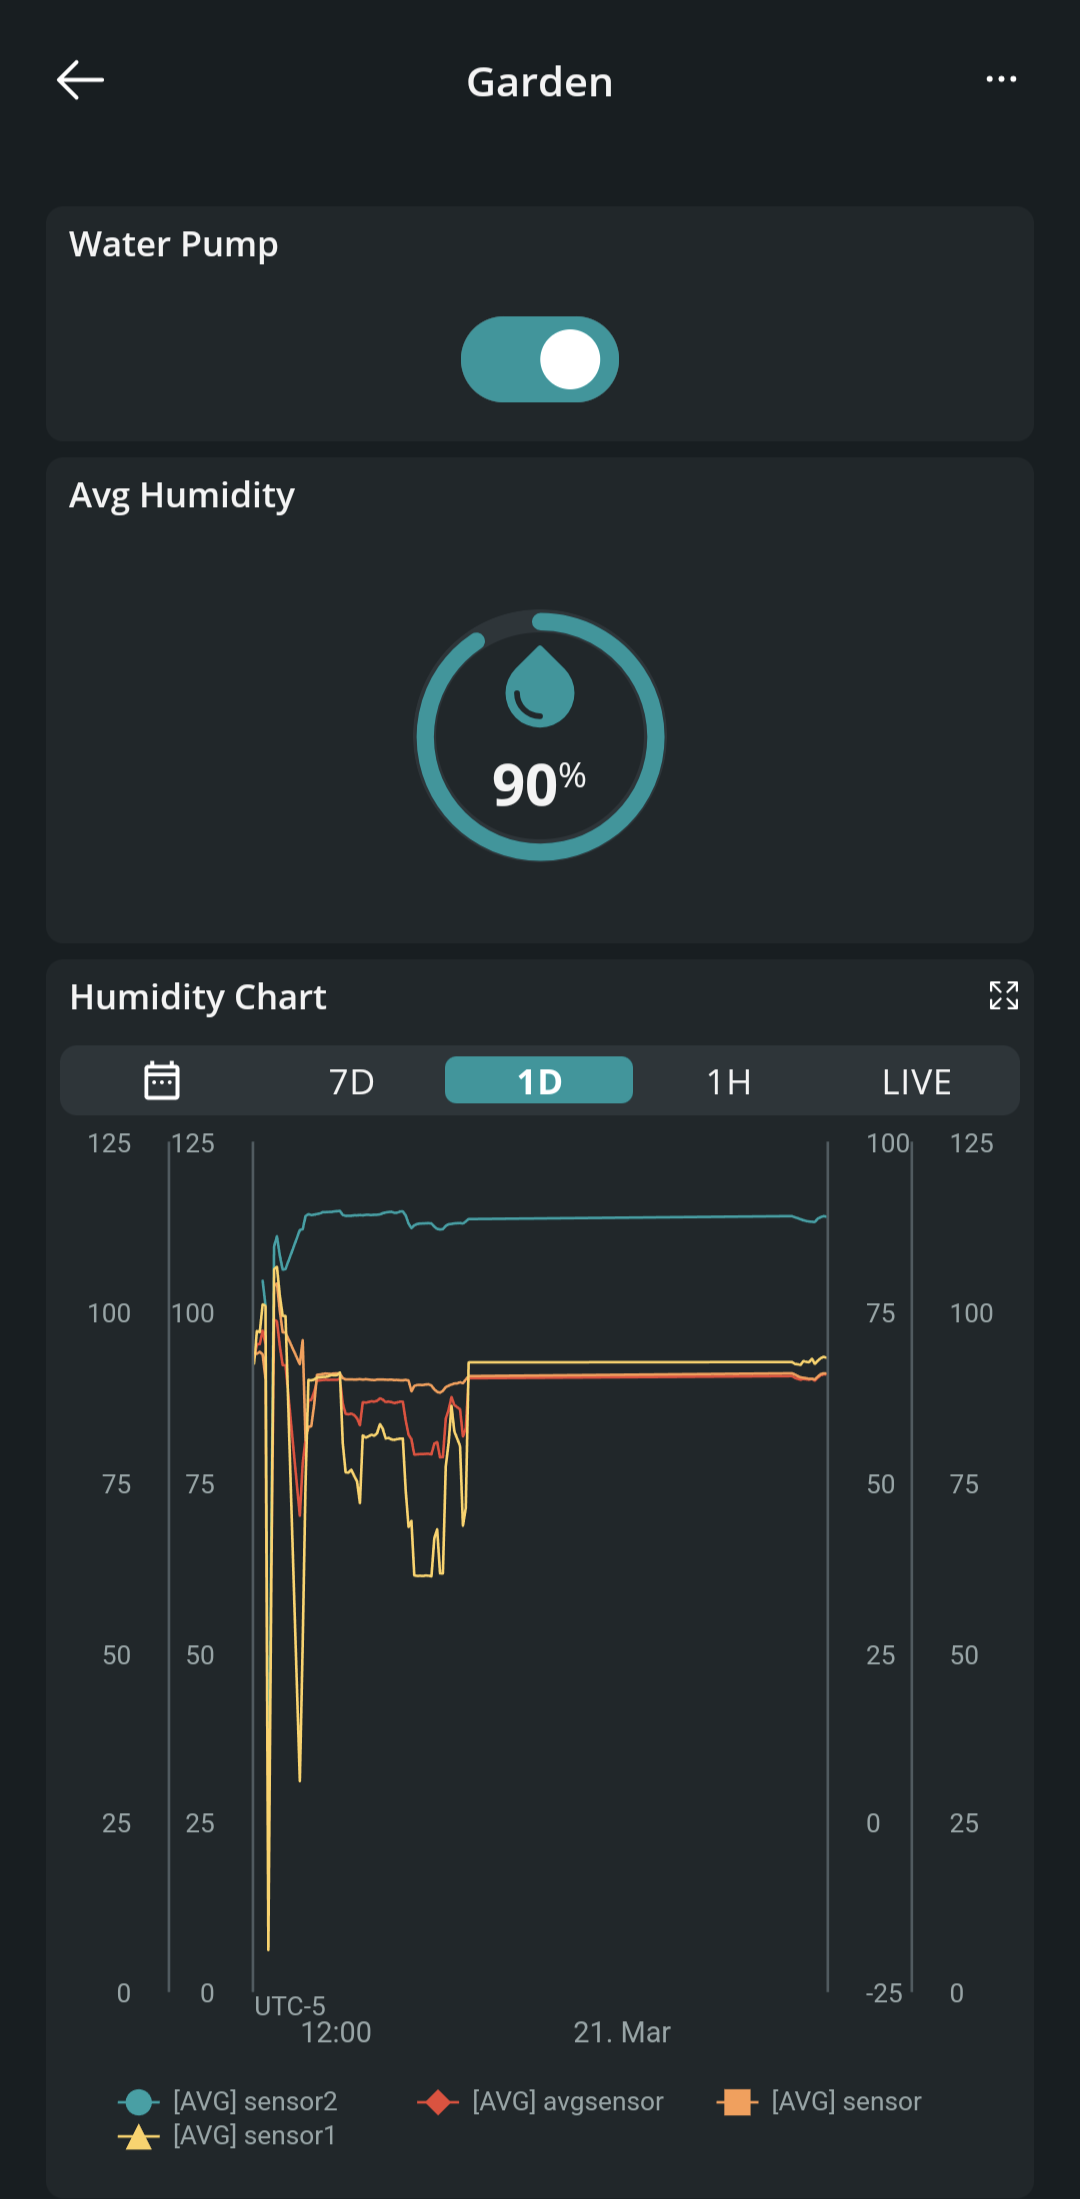 Garden
Water Pump
Avg Humidity
90%
Humidity Chart
7D 1D 1H LIVE
125 125 100 125
100 100 75 100
75 75 50 75
50 50 25 50
25 25 0 25
0 0 -25 0
UTC-5
12:00 21. Mar
[AVG] sensor2 [AVG] avgsensor [AVG] sensor
[AVG] sensor1